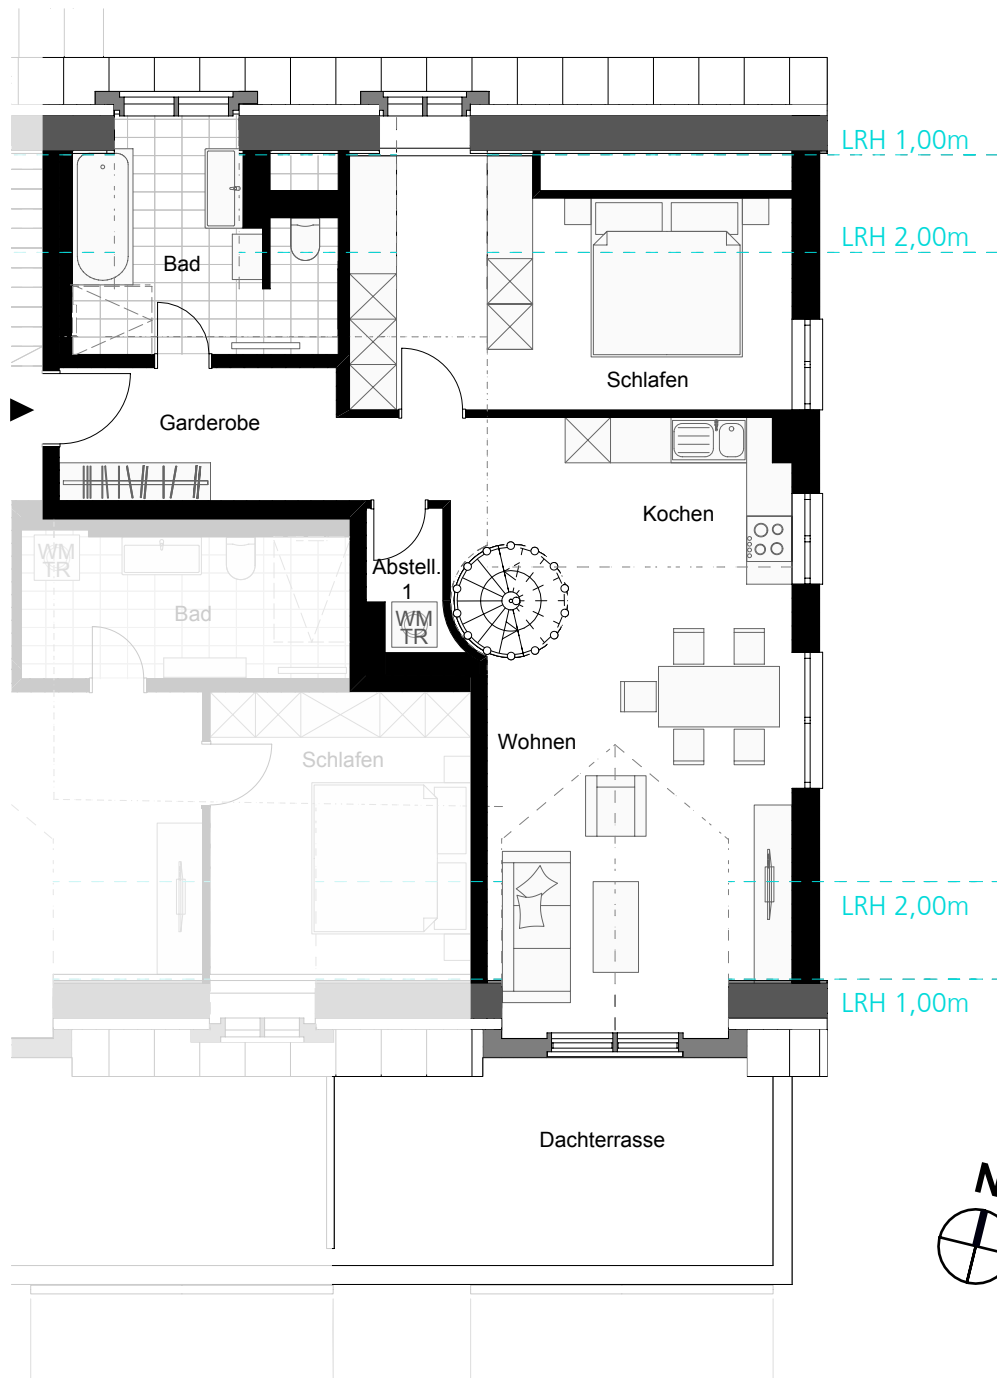 LRH 1,00m
LRH 2,00m
Bad
Schlafen
Garderobe
Kochen
WM
TR
Abstell.
1
WM
TR
Bad
Wohnen
Schlafen
LRH 2,00m
LRH 1,00m
Dachterrasse
N